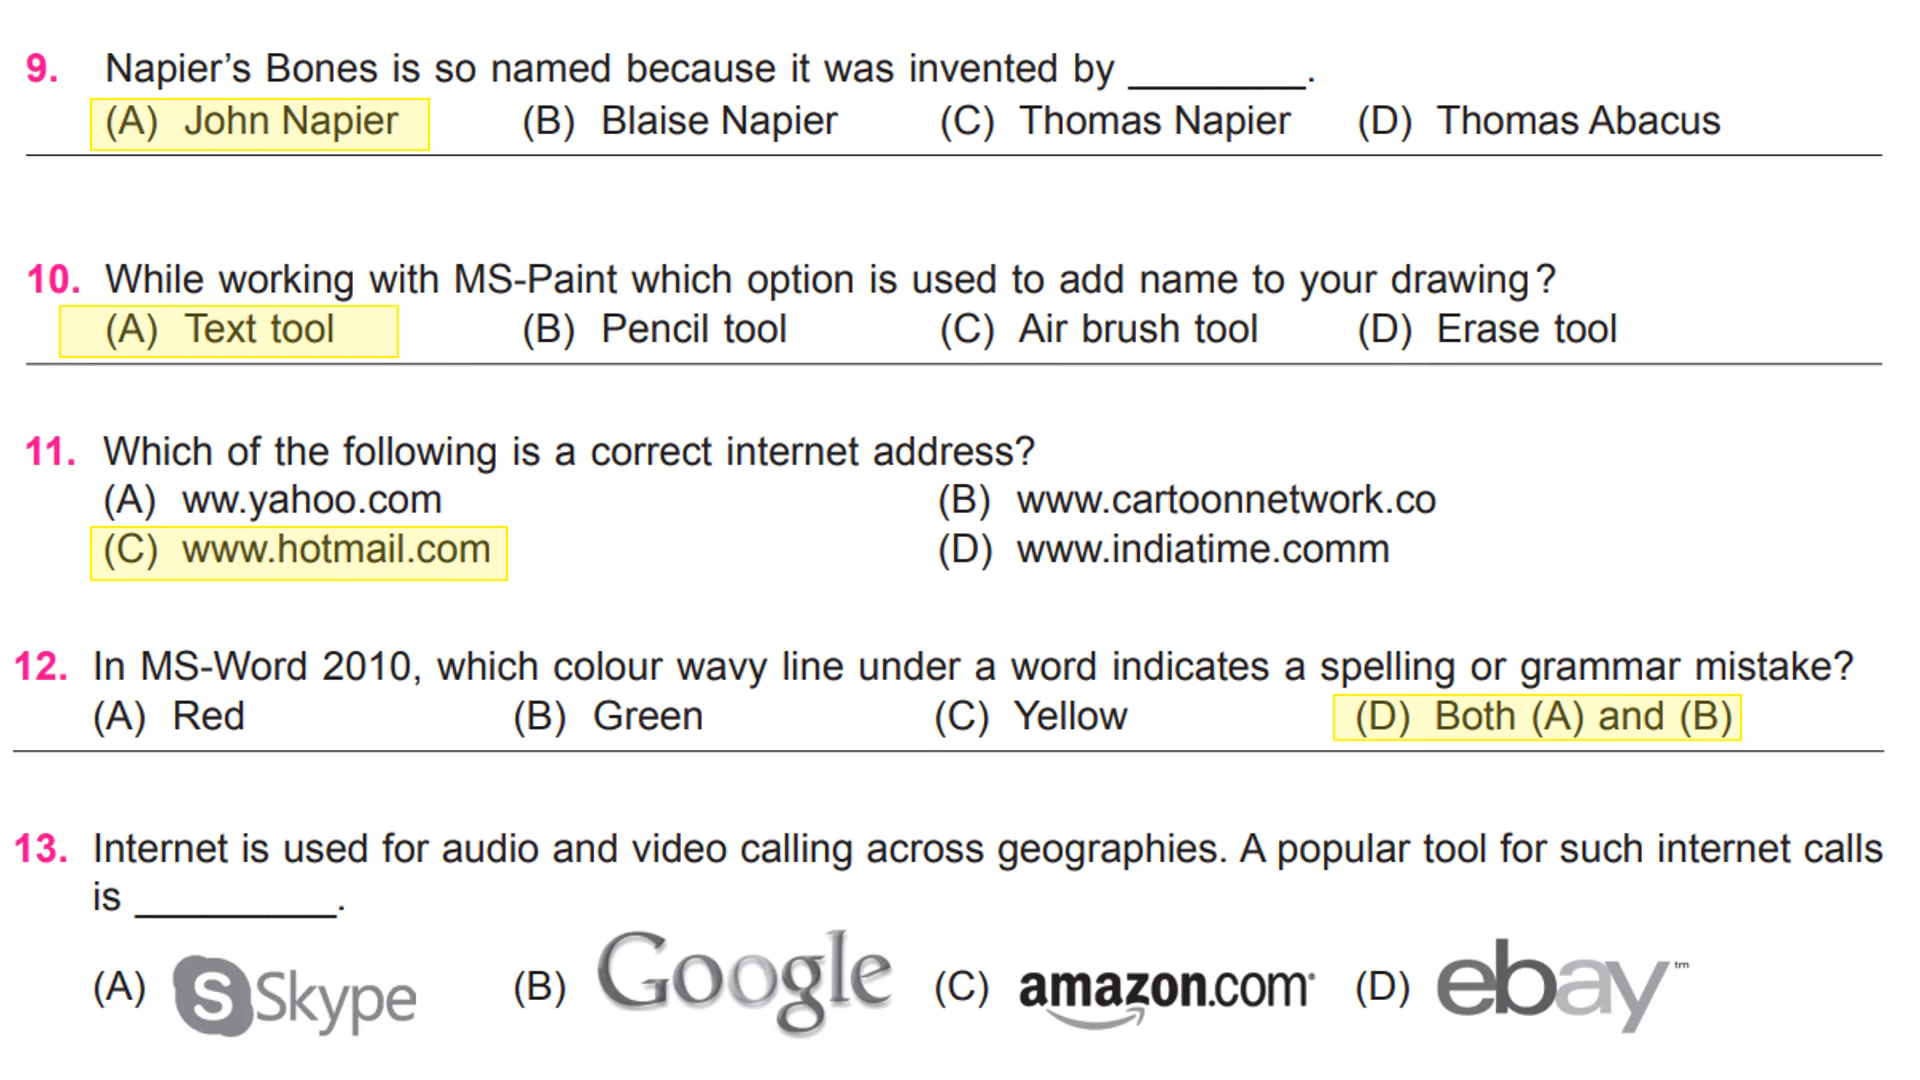 9. Napier’s Bones is so named because it was invented by ________.
(A) John Napier (B) Blaise Napier (C) Thomas Napier (D) Thomas Abacus
10. While working with MS-Paint which option is used to add name to your drawing?
(A) Text tool (B) Pencil tool (C) Air brush tool (D) Erase tool
11. Which of the following is a correct internet address?
(A) ww.yahoo.com (B) www.cartoonnetwork.co
(C) www.hotmail.com (D) www.indiatime.comm
12. In MS-Word 2010, which colour wavy line under a word indicates a spelling or grammar mistake?
(A) Red (B) Green (C) Yellow (D) Both (A) and (B)
13. Internet is used for audio and video calling across geographies. A popular tool for such internet calls
is _________.
(A) S Skype (B) Google (C) amazon.com (D) ebay™